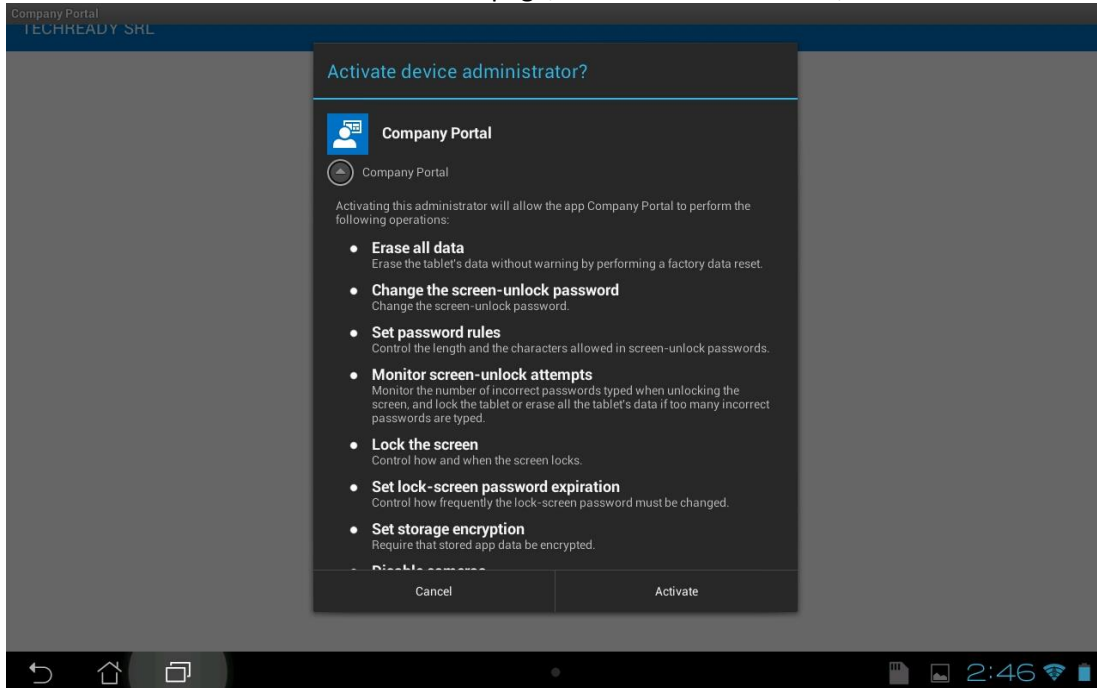 Company Portal
TECHREADY SRL
Activate device administrator?
Company Portal
Company Portal
Activating this administrator will allow the app Company Portal to perform the
following operations:
Erase all data
Erase the tablet's data without warning by performing a factory data reset.
Change the screen-unlock password
Change the screen-unlock password.
Set password rules
Control the length and the characters allowed in screen-unlock passwords.
Monitor screen-unlock attempts
Monitor the number of incorrect passwords typed when unlocking the
screen, and lock the tablet or erase all the tablet's data if too many incorrect
passwords are typed.
Lock the screen
Control how and when the screen locks.
Set lock-screen password expiration
Control how frequently the lock-screen password must be changed.
Set storage encryption
Require that stored app data be encrypted.
Disable cameras
Cancel
Activate
2:46